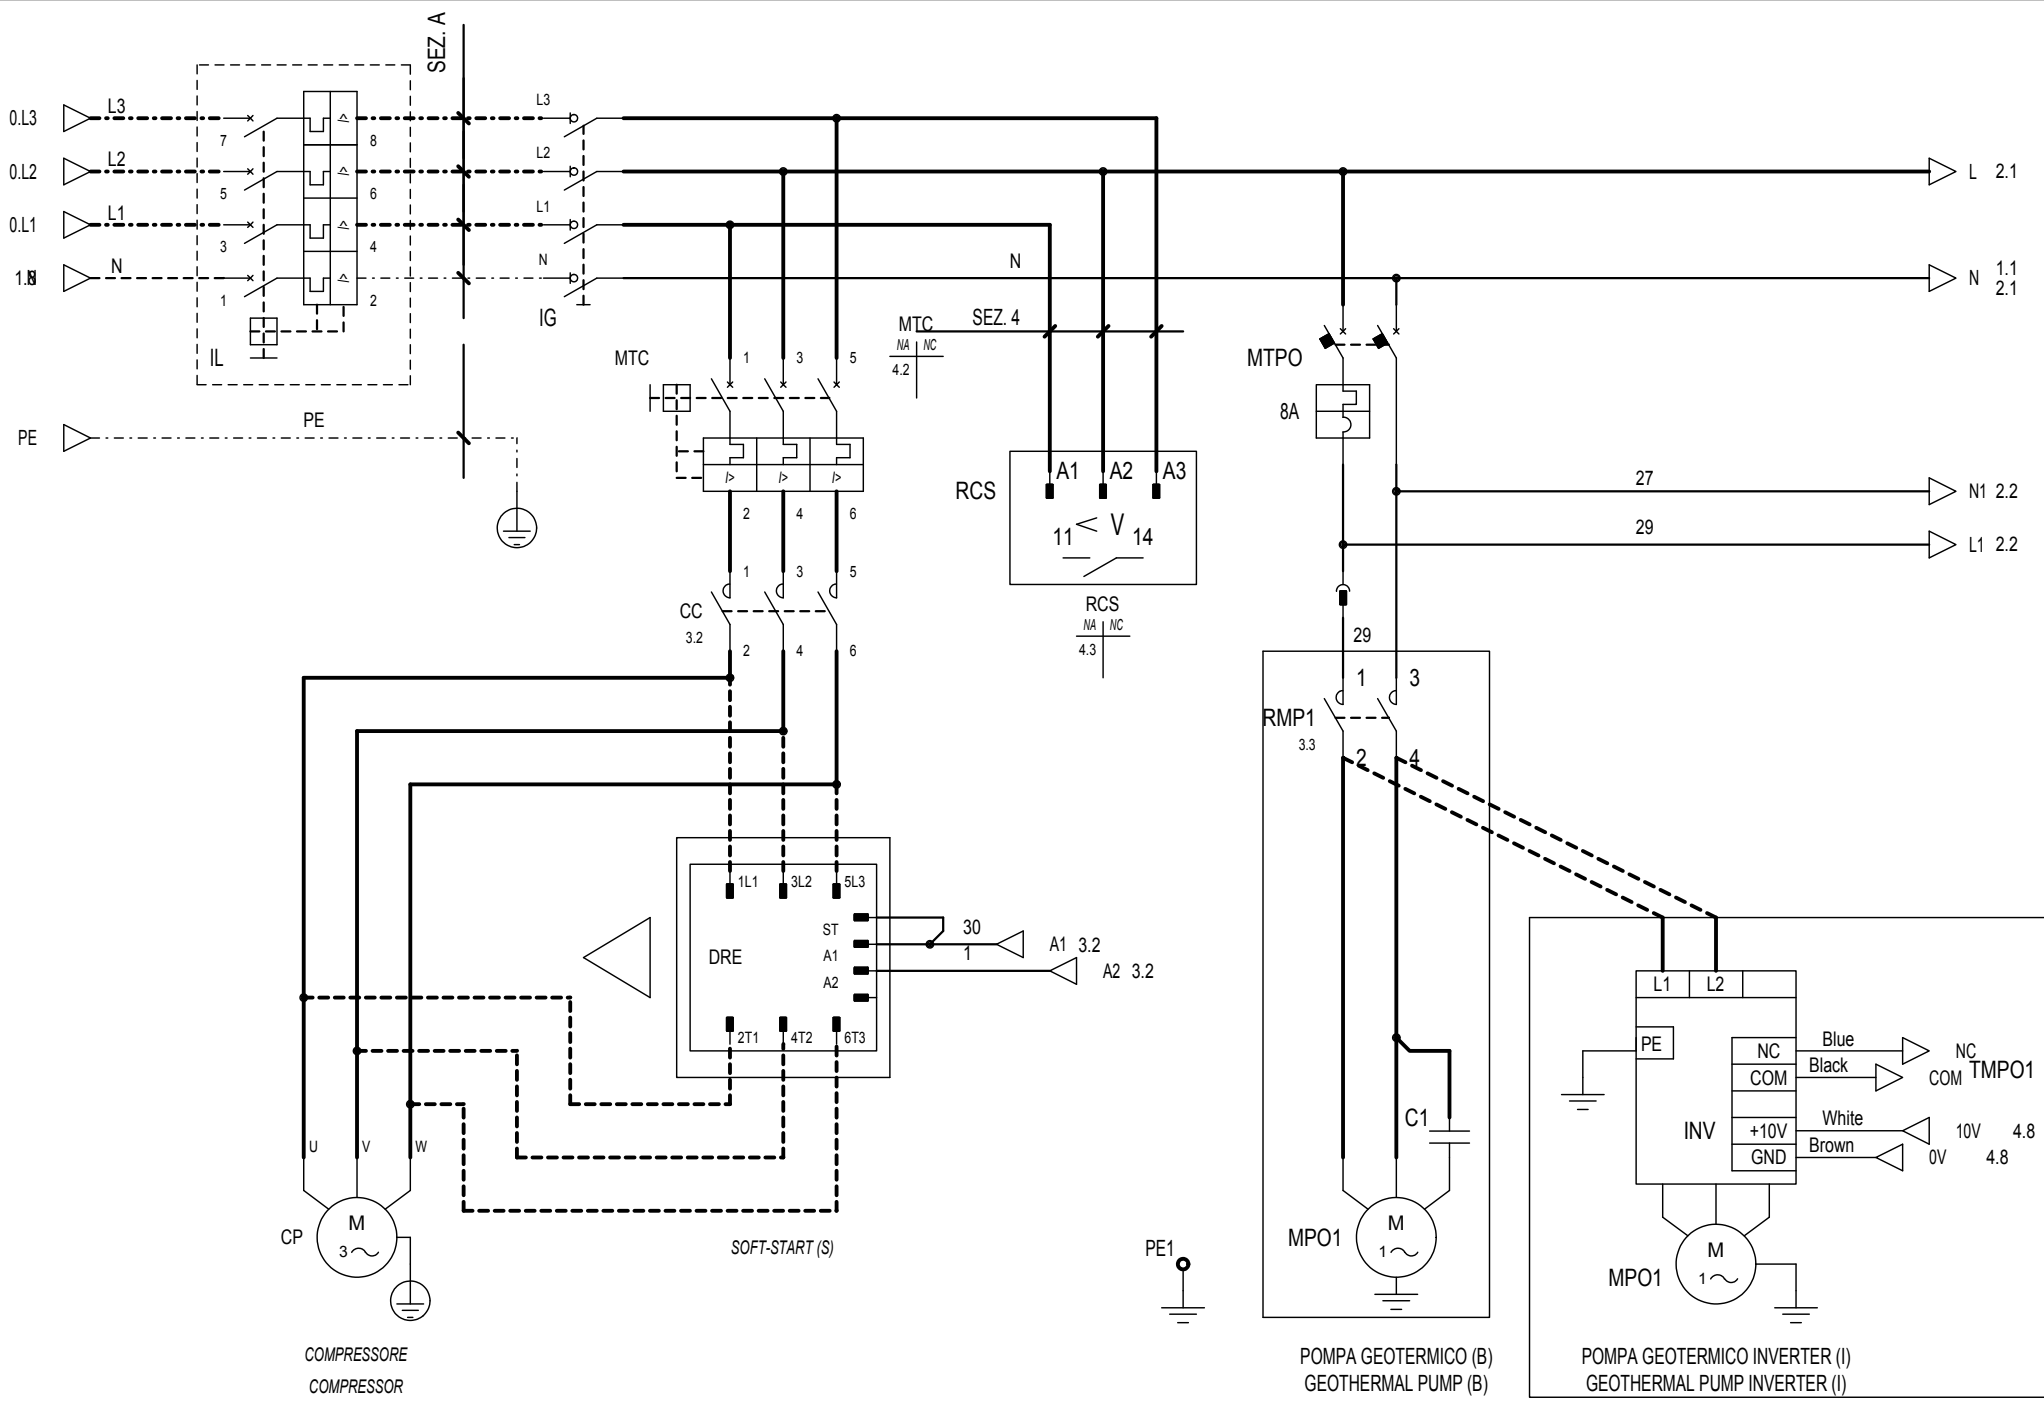 SEZ. A
0.L3
L3
7
8
L3
0.L2
L2
5
6
L2
L 2.1
0.L1
L1
3
4
L1
N
1
2
N
N
N 1.1
2.1
IL
IG
PE
PE
MTC
1
3
5
MTC
NA NC
4.2
SEZ. 4
MTPO
8A
I>
I>
I>
2
4
6
RCS
A1
A2
A3
< V
11
14
RCS
NA NC
4.3
27
N1 2.2
29
L1 2.2
CC
3.2
1
3
5
2
4
6
29
1
3
RMP1
3.3
2
4
1L1
3L2
5L3
ST
A1
A2
DRE
2T1
4T2
6T3
30
A1 3.2
1
A2 3.2
U
V
W
M
3
CP
SOFT-START (S)
PE1
C1
M
1
MPO1
L1
L2
PE
NC
Blue
NC
COM
Black
COM
TMPO1
INV
+10V
White
10V 4.8
GND
Brown
0V 4.8
M
1
MPO1
COMPRESSORE
COMPRESSOR
POMPA GEOTERMICO (B)
GEOTHERMAL PUMP (B)
POMPA GEOTERMICO INVERTER (I)
GEOTHERMAL PUMP INVERTER (I)